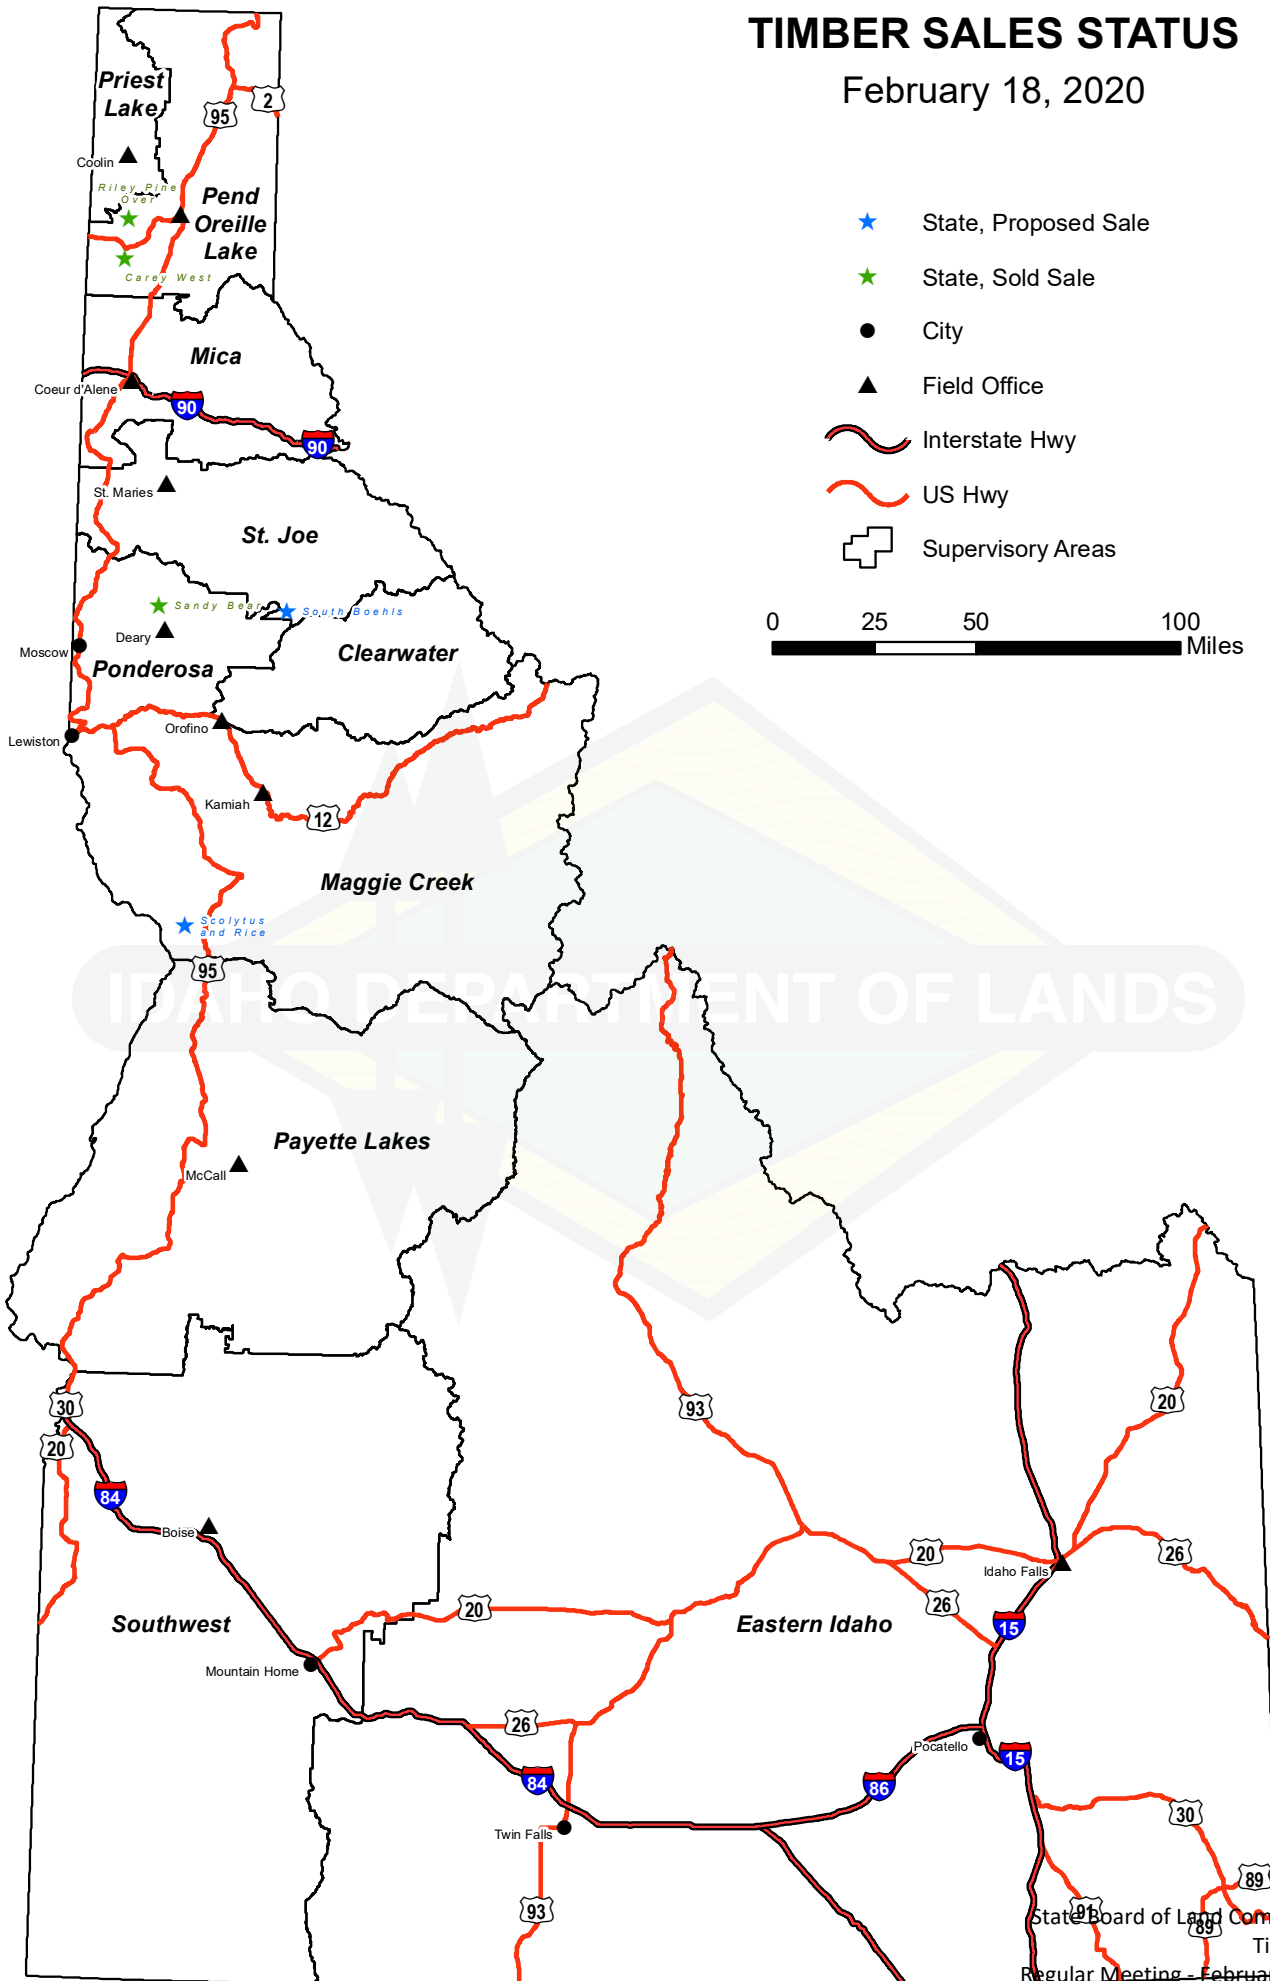 TIMBER SALES STATUS
February 18, 2020
Priest
Lake
2
95
Coolin
Riley Pine
Over
Pend
Oreille
Lake
Carey West
State, Proposed Sale
State, Sold Sale
City
Field Office
Interstate Hwy
US Hwy
Supervisory Areas
0 25 50 100
Miles
Mica
Coeur d'Alene
90
90
St. Maries
St. Joe
Sandy Bear
South Boehls
Deary
Moscow
Ponderosa
Clearwater
Orofino
Lewiston
Kamiah
12
Maggie Creek
Scolytus
and Rice
95
IDAHO DEPARTMENT OF LANDS
Payette Lakes
McCall
30
20
93
20
84
Boise
20
26
Idaho Falls
26
20
15
Southwest
Eastern Idaho
Mountain Home
26
Pocatello
15
84
86
30
Twin Falls
89
93
91
89
State Board of Land Com
Ti
Regular Meeting - Februar